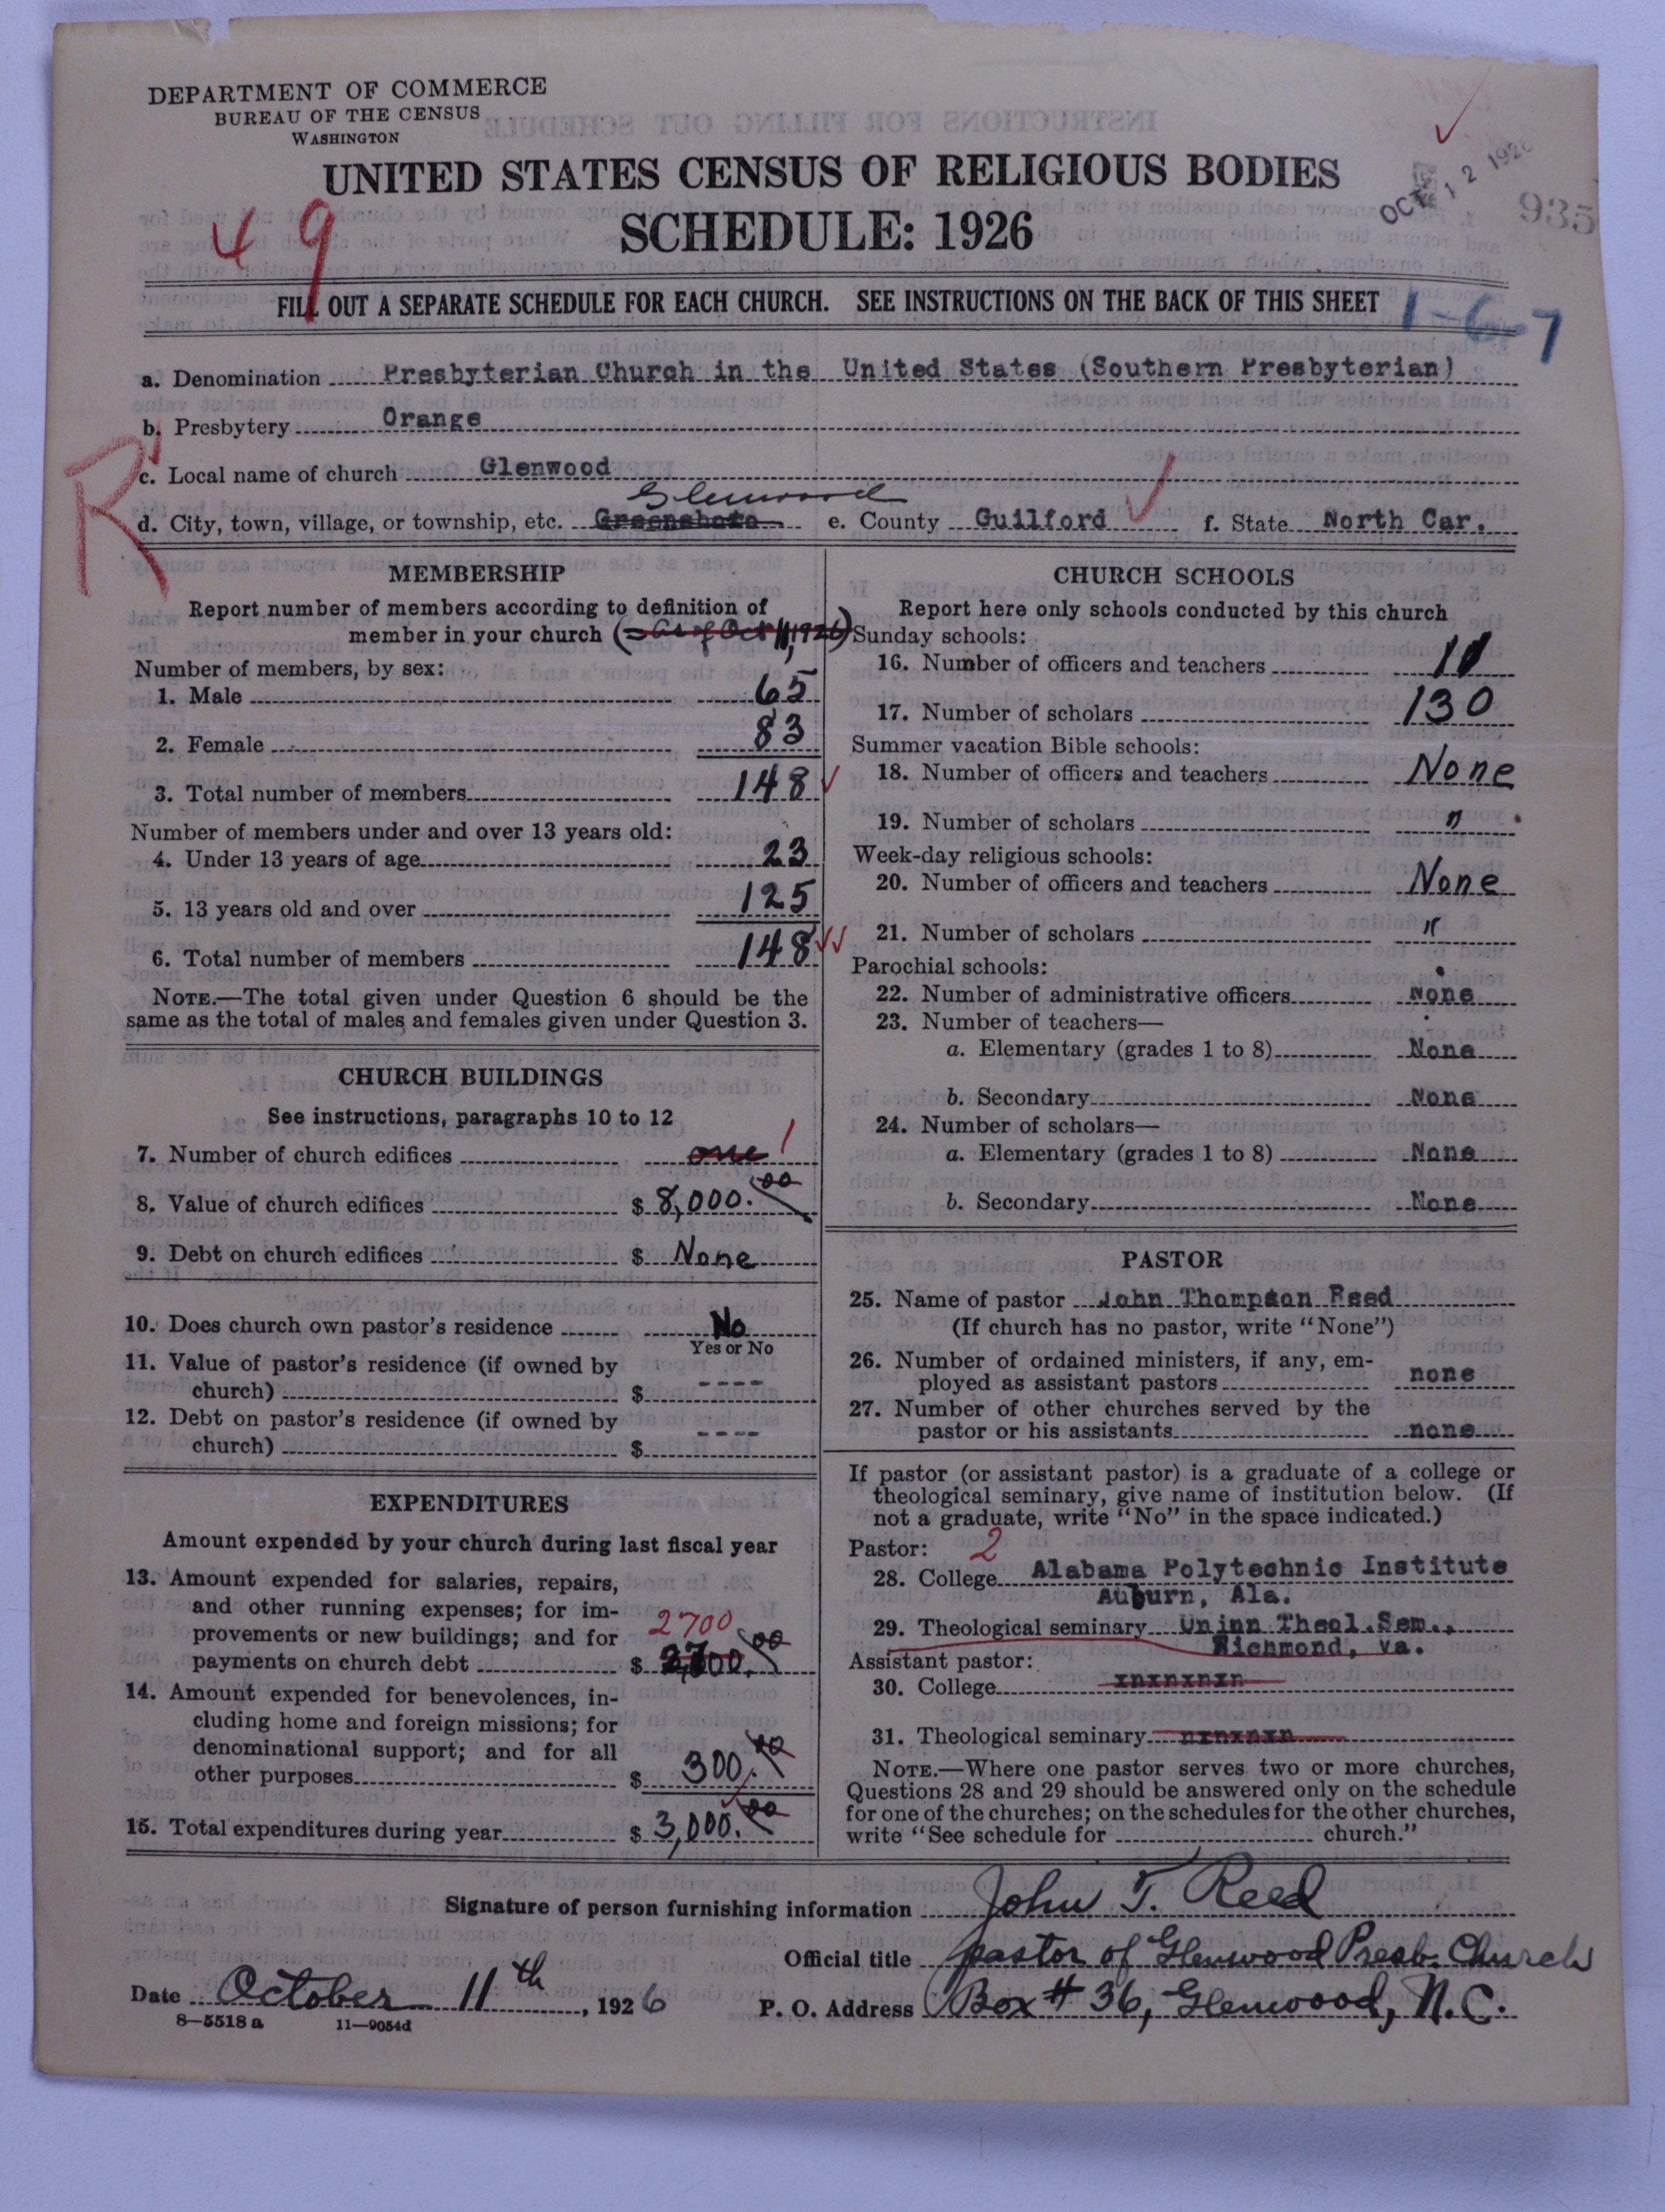 DEPARTMENT OF COMMERCE
BUREAU OF THE CENSUS
WASHINGTON
UNITED STATES CENSUS OF RELIGIOUS BODIES
SCHEDULE: 1926
OCT 12 1926
935
49
FILL OUT A SEPARATE SCHEDULE FOR EACH CHURCH. SEE INSTRUCTIONS ON THE BACK OF THIS SHEET
1-6-7
a. Denomination Presbyterian Church in the United States (Southern Presbyterian)
b. Presbytery Orange
R
c. Local name of church Glenwood
Glenwood
d. City, town, village, or township, etc. Greensboro e. County Guilford f. State North Car.
MEMBERSHIP
Report number of members according to definition of
member in your church (= as of Oct 11, 1926)
Number of members, by sex:
1. Male 65
2. Female 83
3. Total number of members 148
Number of members under and over 13 years old:
4. Under 13 years of age 23
5. 13 years old and over 125
6. Total number of members 148
NOTE.—The total given under Question 6 should be the
same as the total of males and females given under Question 3.
CHURCH BUILDINGS
See instructions, paragraphs 10 to 12
7. Number of church edifices one 1
8. Value of church edifices $ 8,000.00
9. Debt on church edifices $ None
10. Does church own pastor's residence No
Yes or No
11. Value of pastor's residence (if owned by
church) $ ----
12. Debt on pastor's residence (if owned by
church) $ ----
EXPENDITURES
Amount expended by your church during last fiscal year
13. Amount expended for salaries, repairs,
and other running expenses; for im-
provements or new buildings; and for 2700
payments on church debt $ 2,700.00
14. Amount expended for benevolences, in-
cluding home and foreign missions; for
denominational support; and for all
other purposes $ 300.00
15. Total expenditures during year $ 3,000.00
CHURCH SCHOOLS
Report here only schools conducted by this church
Sunday schools:
16. Number of officers and teachers 11
17. Number of scholars 130
Summer vacation Bible schools:
18. Number of officers and teachers None
19. Number of scholars "
Week-day religious schools:
20. Number of officers and teachers None
21. Number of scholars "
Parochial schools:
22. Number of administrative officers None
23. Number of teachers—
a. Elementary (grades 1 to 8) None
b. Secondary None
24. Number of scholars—
a. Elementary (grades 1 to 8) None
b. Secondary None
PASTOR
25. Name of pastor John Thompson Reed
(If church has no pastor, write "None")
26. Number of ordained ministers, if any, em-
ployed as assistant pastors none
27. Number of other churches served by the
pastor or his assistants none
If pastor (or assistant pastor) is a graduate of a college or
theological seminary, give name of institution below. (If
not a graduate, write "No" in the space indicated.)
Pastor: 2
28. College Alabama Polytechnic Institute
Auburn, Ala.
29. Theological seminary Uninn Theol.Sem.,
Richmond, Va.
Assistant pastor:
30. College xnxnxnxn
31. Theological seminary nxnxnxn
NOTE.—Where one pastor serves two or more churches,
Questions 28 and 29 should be answered only on the schedule
for one of the churches; on the schedules for the other churches,
write "See schedule for church."
Signature of person furnishing information John T. Reed
Official title pastor of Glenwood Presb. Church
Date October 11th, 1926 P. O. Address Box # 36, Glenwood, N.C.
8—5518 a 11—9054d